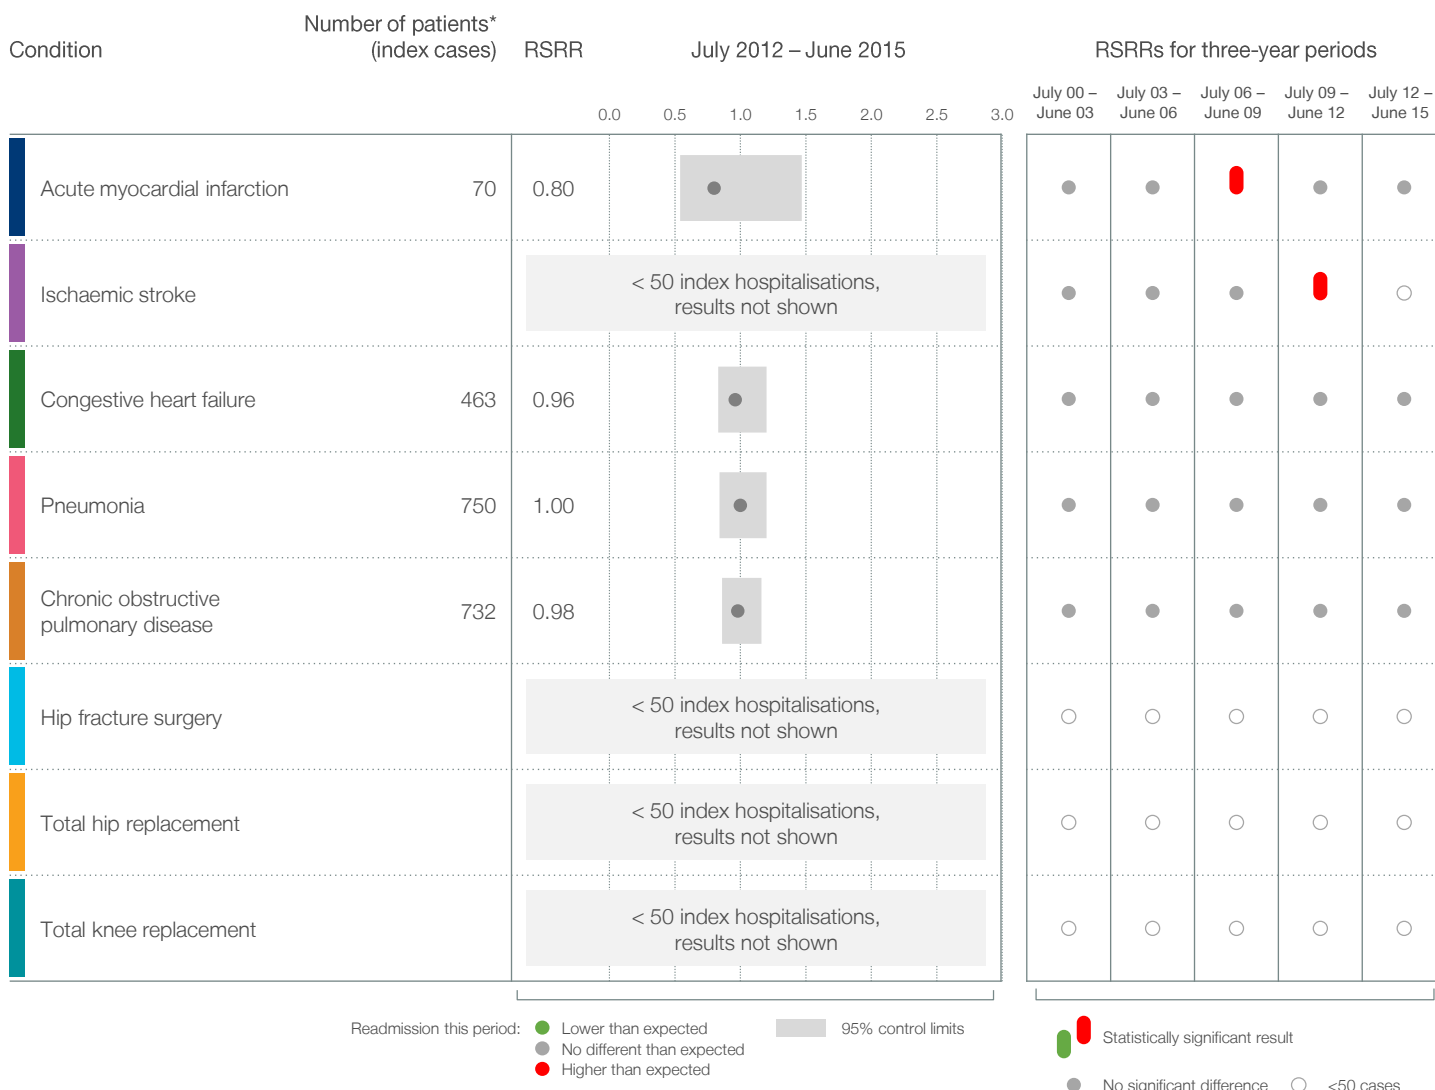 Number of patients*
Condition (index cases) RSRR July 2012 – June 2015 RSRRs for three-year periods
July 00 – July 03 – July 06 – July 09 – July 12 –
0.0 0.5 1.0 1.5 2.0 2.5 3.0 June 03 June 06 June 09 June 12 June 15
Acute myocardial infarction 70 0.80
< 50 index hospitalisations,
Ischaemic stroke
results not shown
Congestive heart failure 463 0.96
Pneumonia 750 1.00
Chronic obstructive
pulmonary disease 732 0.98
< 50 index hospitalisations,
Hip fracture surgery
results not shown
< 50 index hospitalisations,
Total hip replacement
results not shown
< 50 index hospitalisations,
Total knee replacement
results not shown
Readmission this period: Lower than expected 95% control limits
No different than expected
Higher than expected
Statistically significant result
No significant difference <50 cases